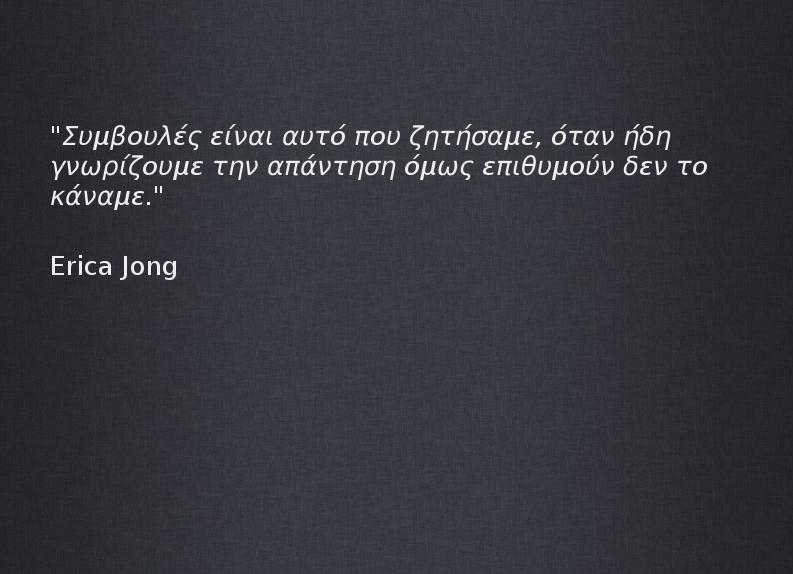 "Συμβουλές είναι αυτό που ζητήσαμε, όταν ήδη
γνωρίζουμε την απάντηση όμως επιθυμούν δεν το
κάναμε."
Erica Jong